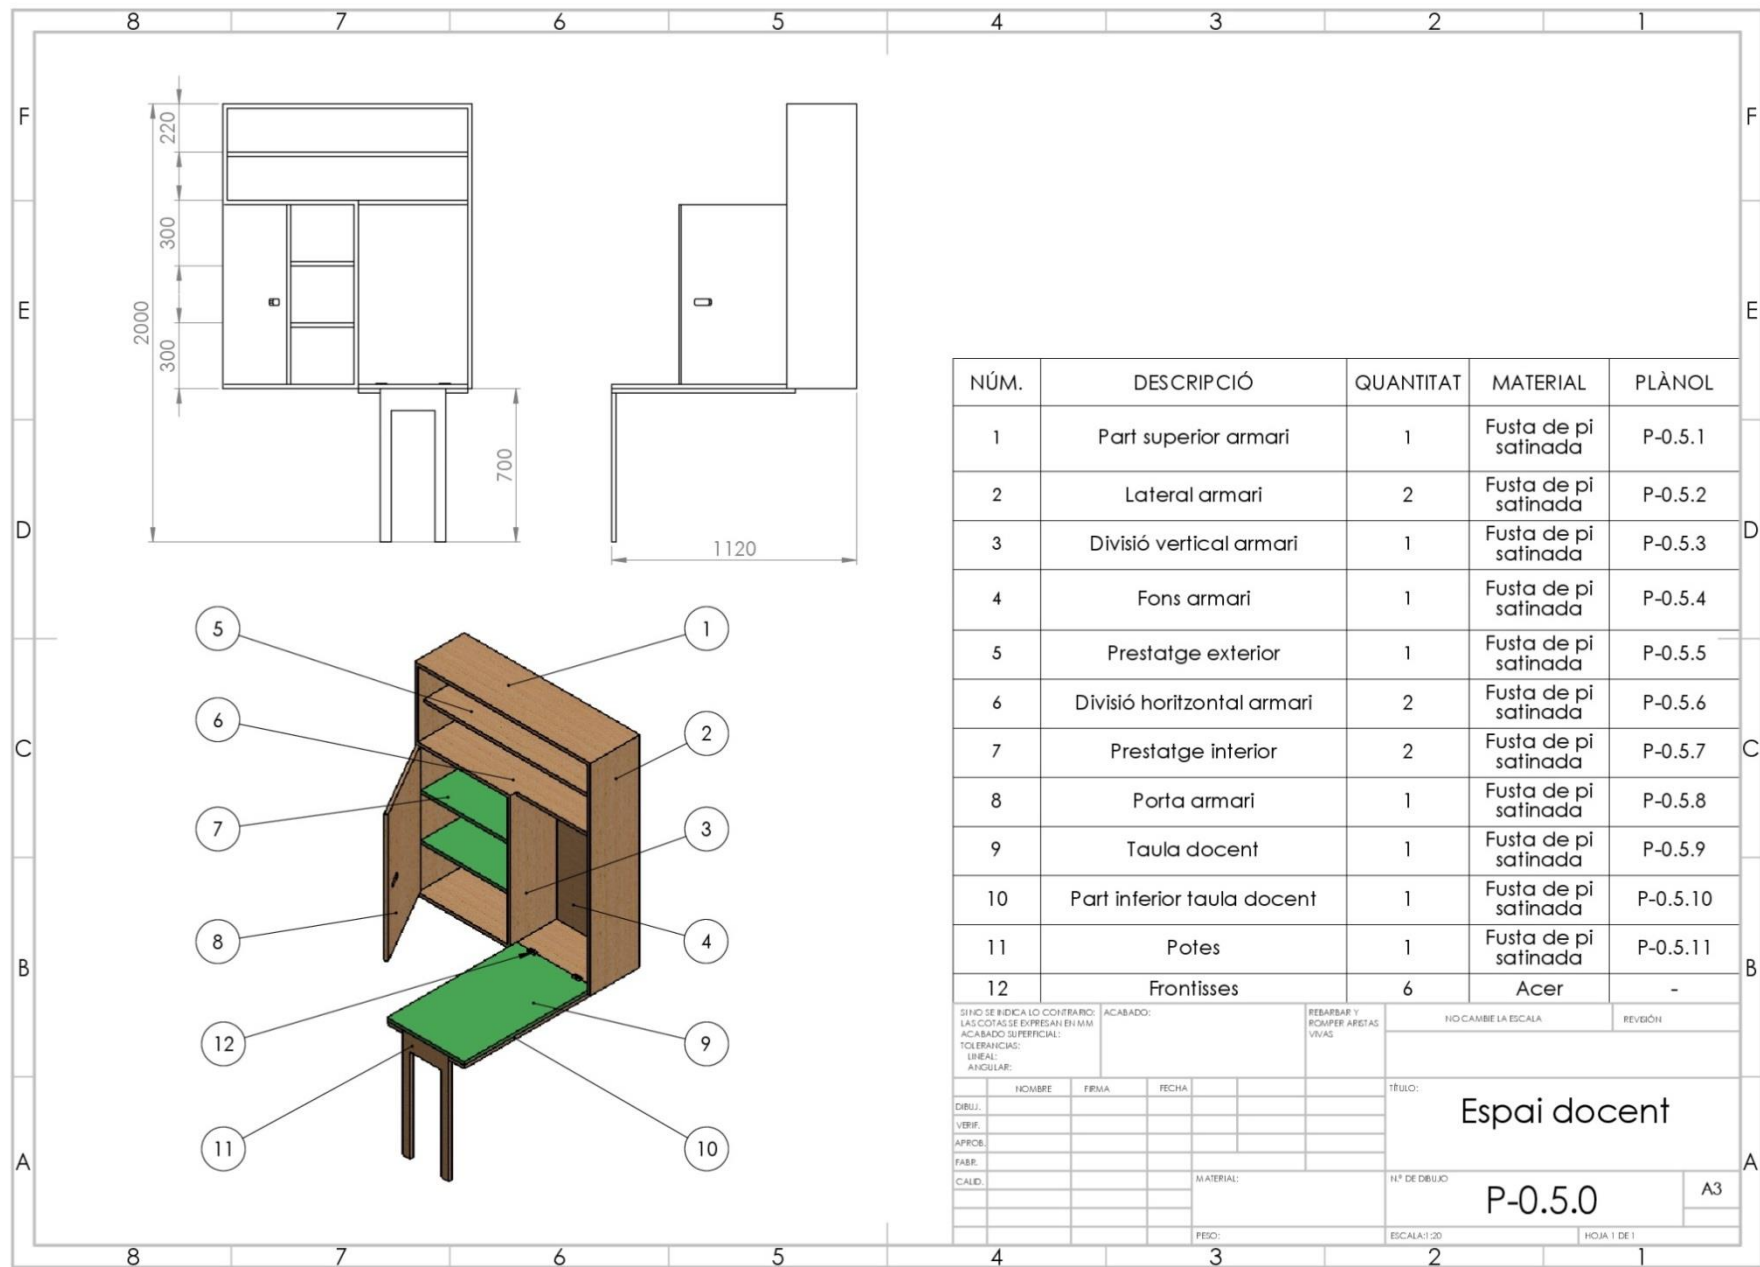 8 7 6 5 4 3 2 1
F F
E E
D D
C C
B B
A A
220
300
300
2000
700
1120
5
1
6
2
7
3
8
4
12
9
11
10
NÚM. DESCRIPCIÓ QUANTITAT MATERIAL PLÀNOL
1 Part superior armari 1 Fusta de pi satinada P-0.5.1
2 Lateral armari 2 Fusta de pi satinada P-0.5.2
3 Divisió vertical armari 1 Fusta de pi satinada P-0.5.3
4 Fons armari 1 Fusta de pi satinada P-0.5.4
5 Prestatge exterior 1 Fusta de pi satinada P-0.5.5
6 Divisió horitzontal armari 2 Fusta de pi satinada P-0.5.6
7 Prestatge interior 2 Fusta de pi satinada P-0.5.7
8 Porta armari 1 Fusta de pi satinada P-0.5.8
9 Taula docent 1 Fusta de pi satinada P-0.5.9
10 Part inferior taula docent 1 Fusta de pi satinada P-0.5.10
11 Potes 1 Fusta de pi satinada P-0.5.11
12 Frontisses 6 Acer -
SI NO SE INDICA LO CONTRARIO:
LAS COTAS SE EXPRESAN EN MM
ACABADO SUPERFICIAL:
TOLERANCIAS:
LINEAL:
ANGULAR:
ACABADO:
REBARBAR Y
ROMPER ARISTAS
VIVAS
NO CAMBIE LA ESCALA
REVISIÓN
NOMBRE FIRMA FECHA
DIBUJ.
VERIF.
APROB.
FABR.
CALID.
TÍTULO:
Espai docent
MATERIAL:
N.º DE DIBUJO
P-0.5.0
A3
PESO:
ESCALA:1:20
HOJA 1 DE 1
8 7 6 5 4 3 2 1